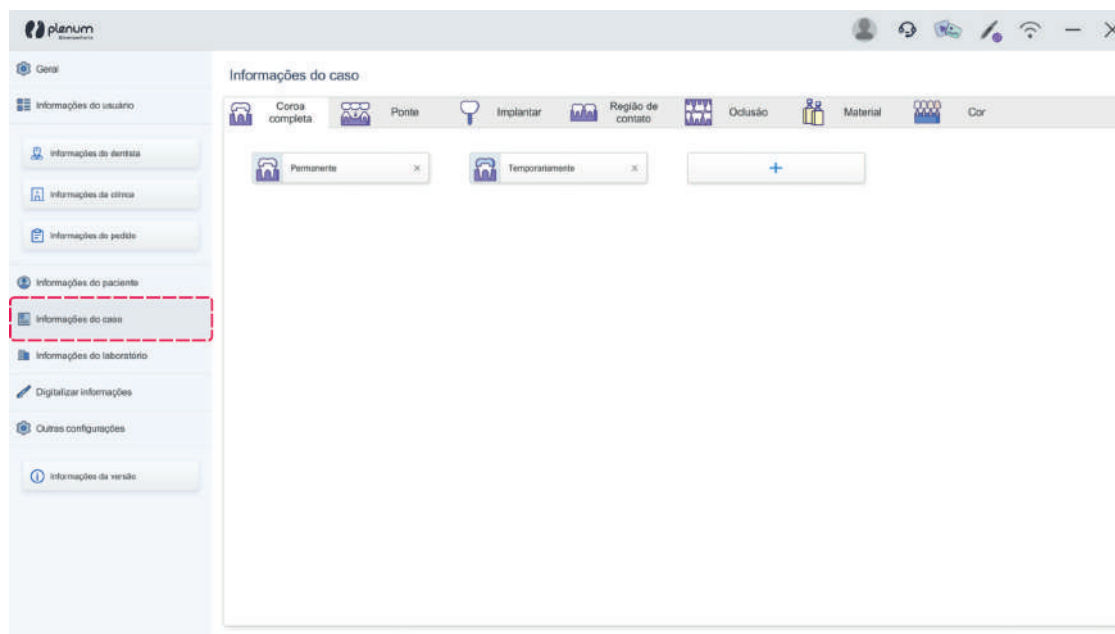 plenum
Geral
Informações do usuário
Informações do dentista
Informações da clínica
Informações do pedido
Informações do paciente
Informações do caso
Informações do laboratório
Digitalizar informações
Outras configurações
Informações da versão
Informações do caso
Coroa
completa
Ponte
Implantar
Região de
contato
Oclusão
Material
Cor
Permanente
Temporariamente